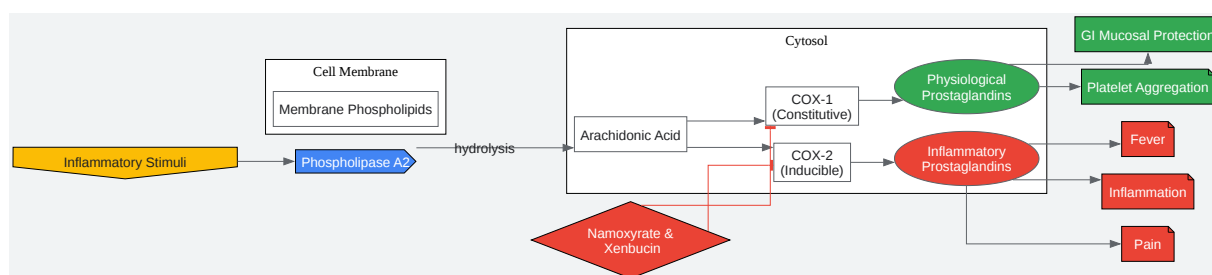 Cytosol
GI Mucosal Protection
Cell Membrane
Physiological
Prostaglandins
Platelet Aggregation
Membrane Phospholipids
COX-1
(Constitutive)
Arachidonic Acid
Fever
hydrolysis
Inflammatory Stimuli
Phospholipase A2
COX-2
(Inducible)
Inflammatory
Prostaglandins
Inflammation
Namoxyrate &
Xenbucin
Pain